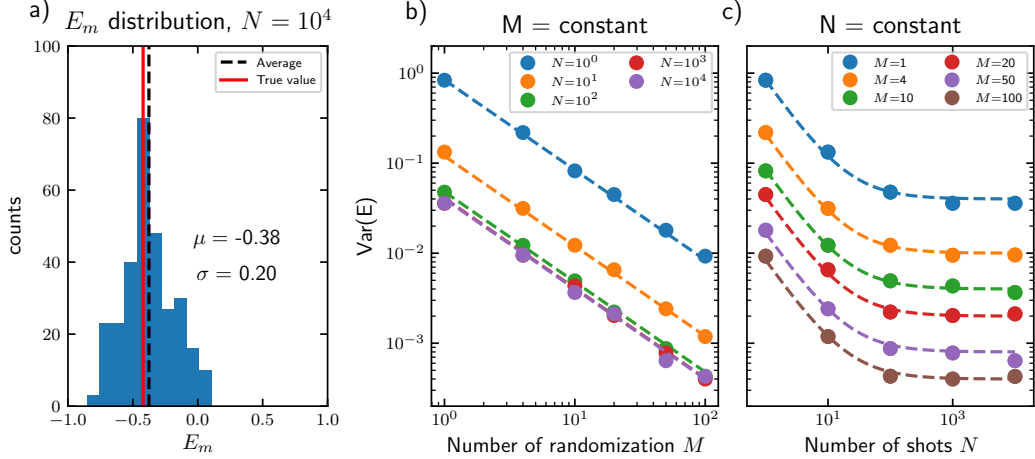 a)
E_m distribution, N = 10^4
counts
100
80
60
40
20
0
-1.0
-0.5
0.0
0.5
1.0
E_m
Average
True value
μ = -0.38
σ = 0.20
b)
M = constant
Var(E)
10^0
10^-1
10^-2
10^-3
10^0
10^1
10^2
Number of randomization M
N=10^0
N=10^1
N=10^2
N=10^3
N=10^4
c)
N = constant
M=1
M=4
M=10
M=20
M=50
M=100
10^1
10^3
Number of shots N